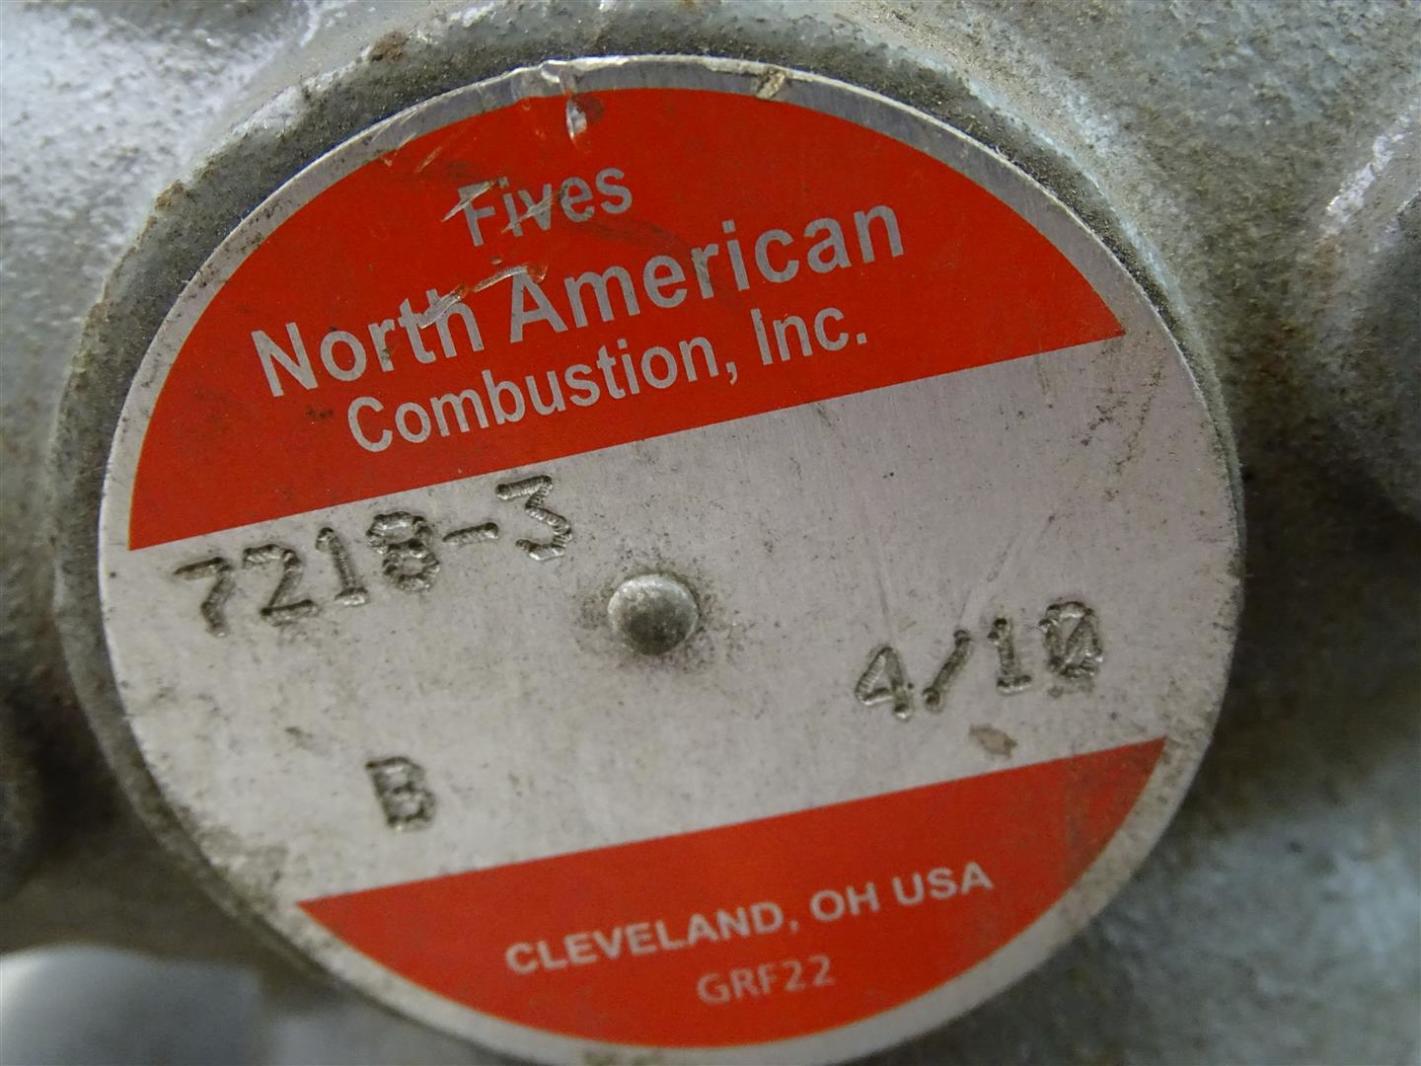 Fives
North American
Combustion, Inc.
7218-3
4/10
B
CLEVELAND, OH USA
GRF22